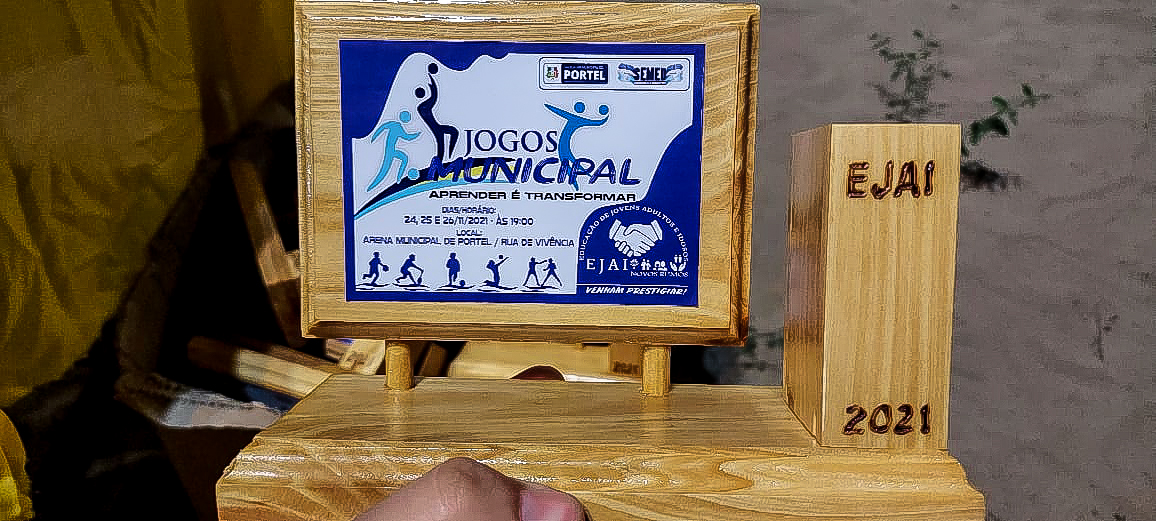 PORTEL
SEMED
JOGOS
MUNICIPAL
APRENDER É TRANSFORMAR
DIAS/HORÁRIO:
24, 25 E 26/11/2021 - ÀS 19:00
LOCAL:
ARENA MUNICIPAL DE PORTEL / RUA DE VIVÊNCIA
EDUCAÇÃO DE JOVENS ADULTOS E IDOSOS
EJAI
NOVOS RUMOS
VENHAM PRESTIGIAR!
EJAI
2021